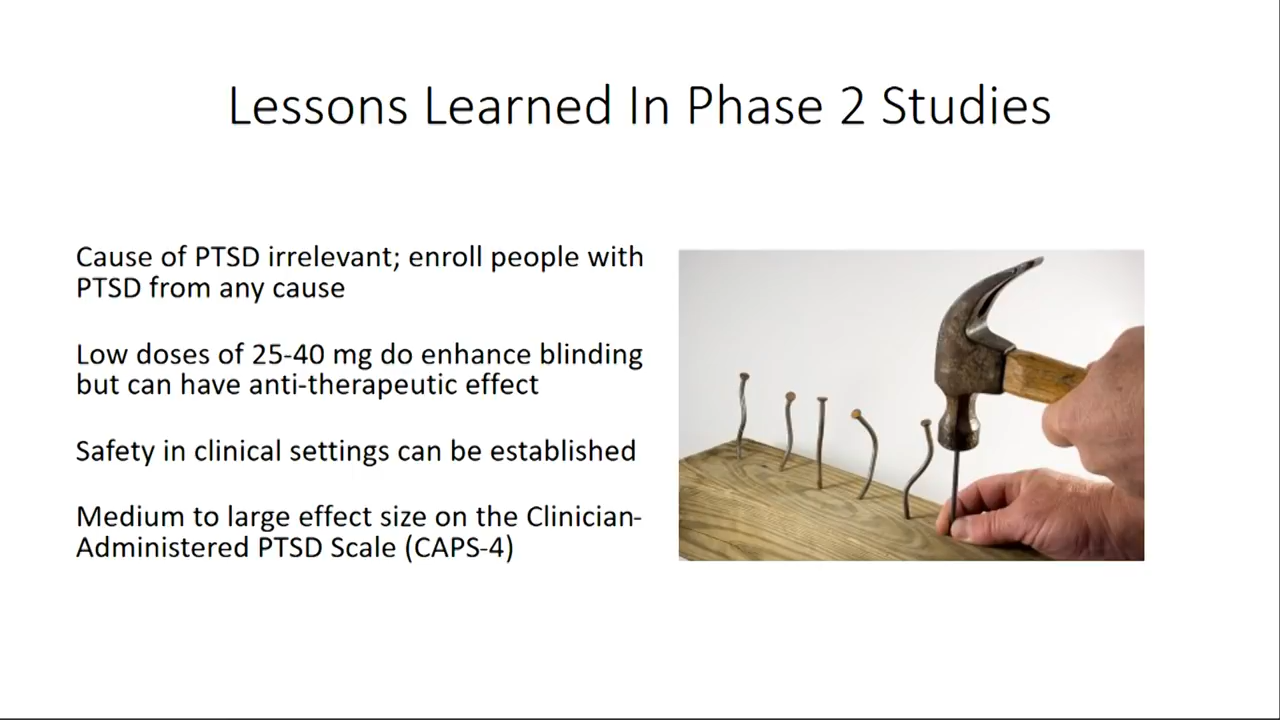 Lessons Learned In Phase 2 Studies
Cause of PTSD irrelevant; enroll people with
PTSD from any cause
Low doses of 25-40 mg do enhance blinding
but can have anti-therapeutic effect
Safety in clinical settings can be established
Medium to large effect size on the Clinician-
Administered PTSD Scale (CAPS-4)